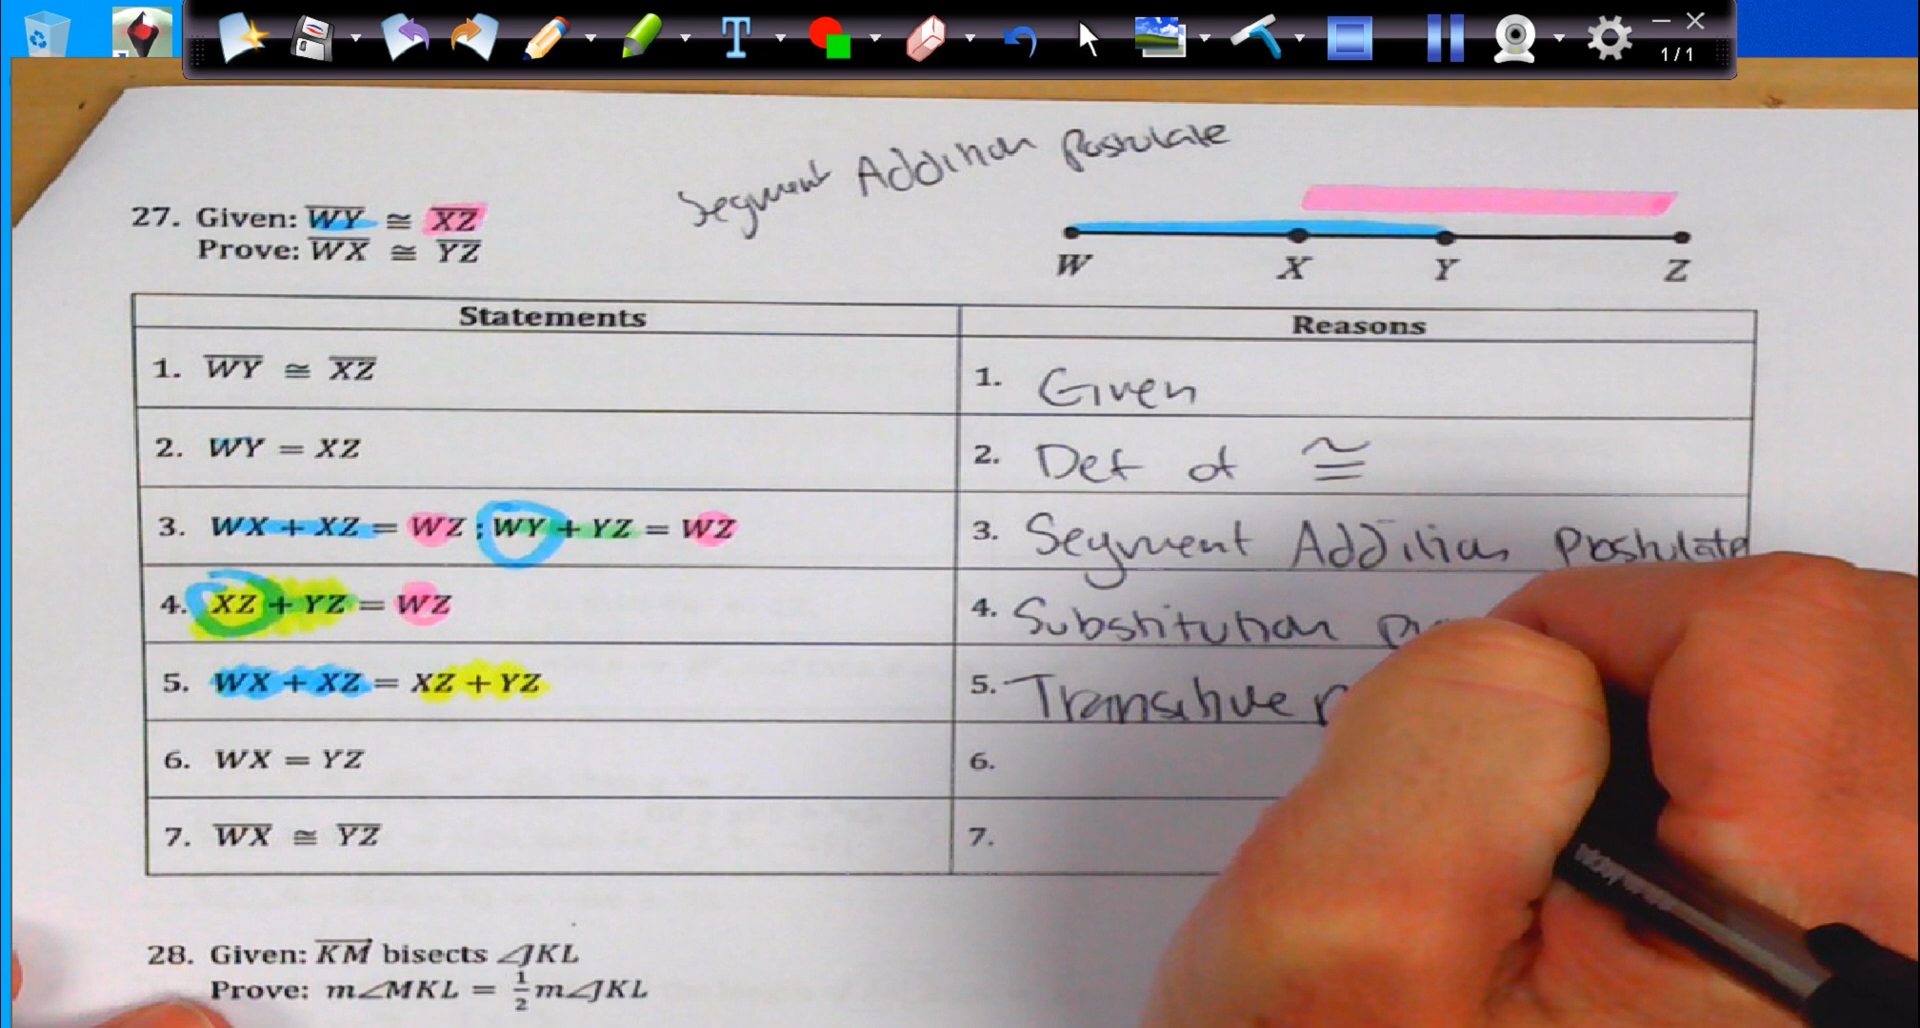 1/1
Segment Addition Postulate
27. Given: WY ≅ XZ
Prove: WX ≅ YZ
W X Y Z
Statements Reasons
1. WY ≅ XZ 1. Given
2. WY = XZ 2. Def of ≅
3. WX + XZ = WZ ; WY + YZ = WZ 3. Segment Addition Postulate
4. XZ + YZ = WZ 4. Substitution
5. WX + XZ = XZ + YZ 5. Transitive
6. WX = YZ 6.
7. WX ≅ YZ 7.
28. Given: KM bisects ∠JKL
Prove: m∠MKL = 1/2 m∠JKL